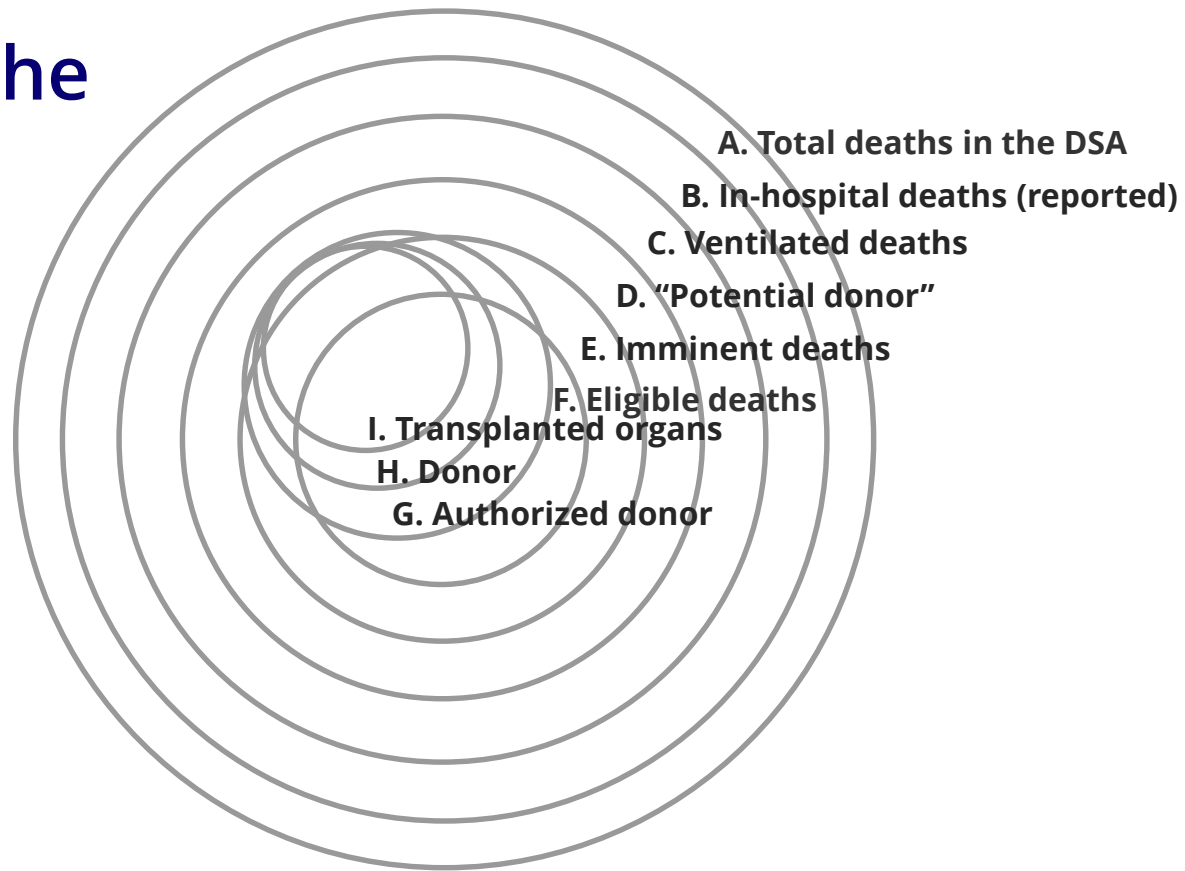 he
A. Total deaths in the DSA
B. In-hospital deaths (reported)
C. Ventilated deaths
D. “Potential donor”
E. Imminent deaths
F. Eligible deaths
I. Transplanted organs
H. Donor
G. Authorized donor